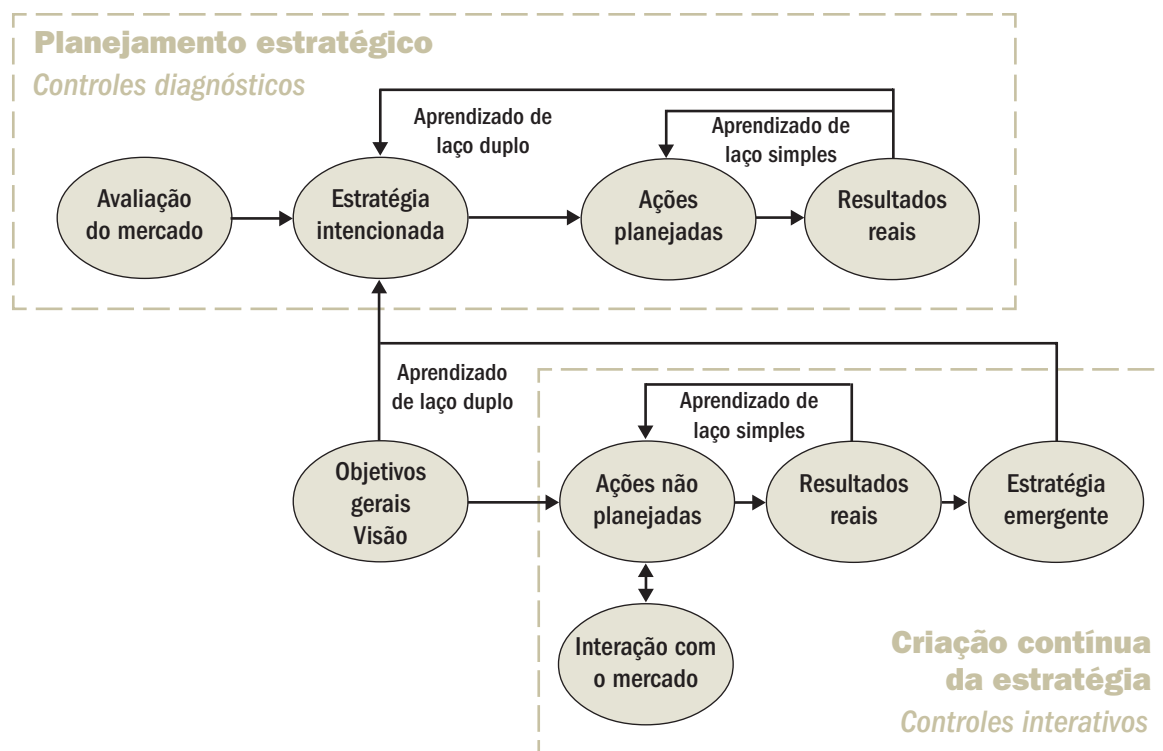 Planejamento estratégico
Controles diagnósticos
Aprendizado de
laço duplo
Aprendizado de
laço simples
Avaliação
do mercado
Estratégia
intencionada
Ações
planejadas
Resultados
reais
Aprendizado
de laço duplo
Aprendizado de
laço simples
Objetivos
gerais
Visão
Ações não
planejadas
Resultados
reais
Estratégia
emergente
Interação com
o mercado
Criação contínua
da estratégia
Controles interativos